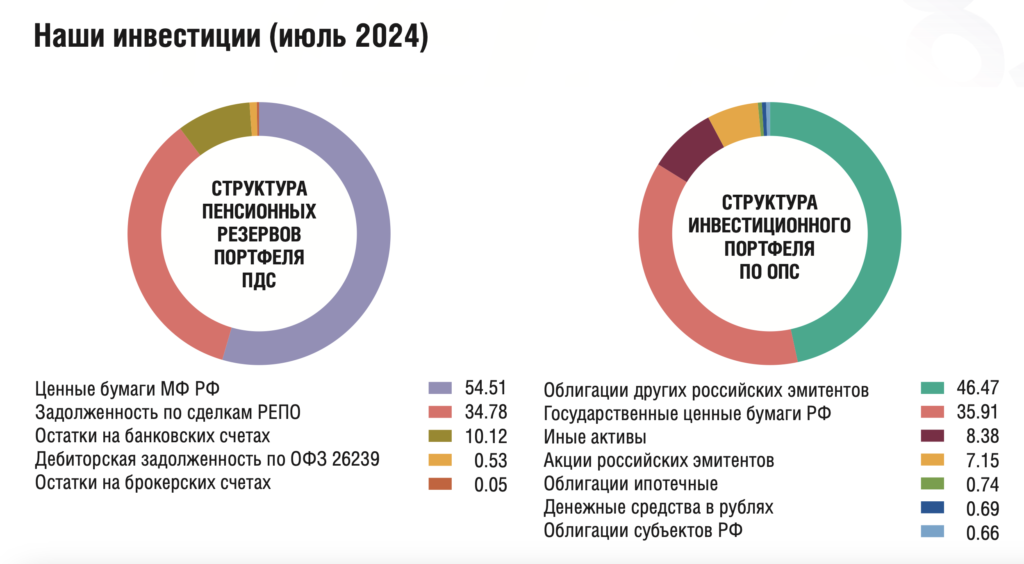 Наши инвестиции (июль 2024)
СТРУКТУРА
ПЕНСИОННЫХ
РЕЗЕРВОВ
ПОРТФЕЛЯ
ПДС
Ценные бумаги МФ РФ 54.51
Задолженность по сделкам РЕПО 34.78
Остатки на банковских счетах 10.12
Дебиторская задолженность по ОФЗ 26239 0.53
Остатки на брокерских счетах 0.05
СТРУКТУРА
ИНВЕСТИЦИОННОГО
ПОРТФЕЛЯ
ПО ОПС
Облигации других российских эмитентов 46.47
Государственные ценные бумаги РФ 35.91
Иные активы 8.38
Акции российских эмитентов 7.15
Облигации ипотечные 0.74
Денежные средства в рублях 0.69
Облигации субъектов РФ 0.66